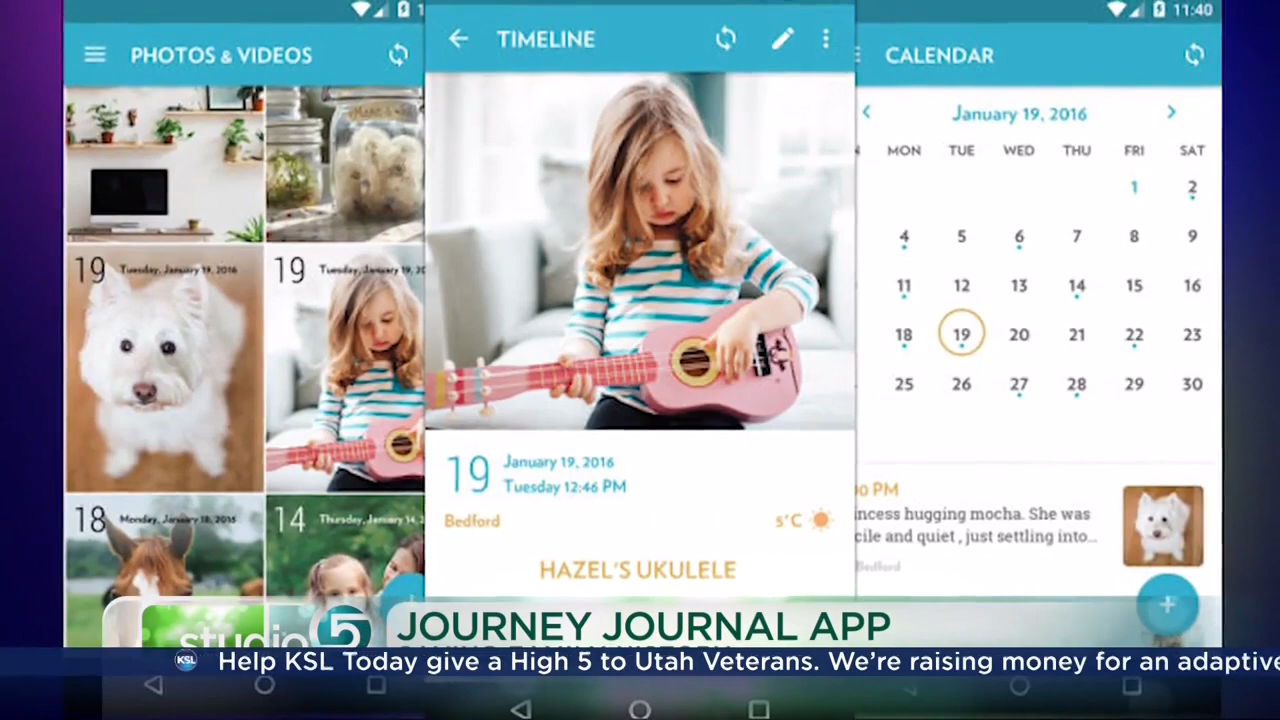 PHOTOS & VIDEOS
19 Tuesday, January 19, 2016
19 Tuesday, January 19, 20
18 Monday, January 18, 2016
14 Thursday, January 14, 2
TIMELINE
19
January 19, 2016
Tuesday 12:46 PM
Bedford
5°C
HAZEL'S UKULELE
11:40
CALENDAR
January 19, 2016
MON TUE WED THU FRI SAT
1 2
4 5 6 7 8 9
11 12 13 14 15 16
18 19 20 21 22 23
25 26 27 28 29 30
PM
hugging mocha. She was
and quiet , just settling into...
Bedford
studio 5
JOURNEY JOURNAL APP
KSL
Help KSL Today give a High 5 to Utah Veterans. We're raising money for an adaptive